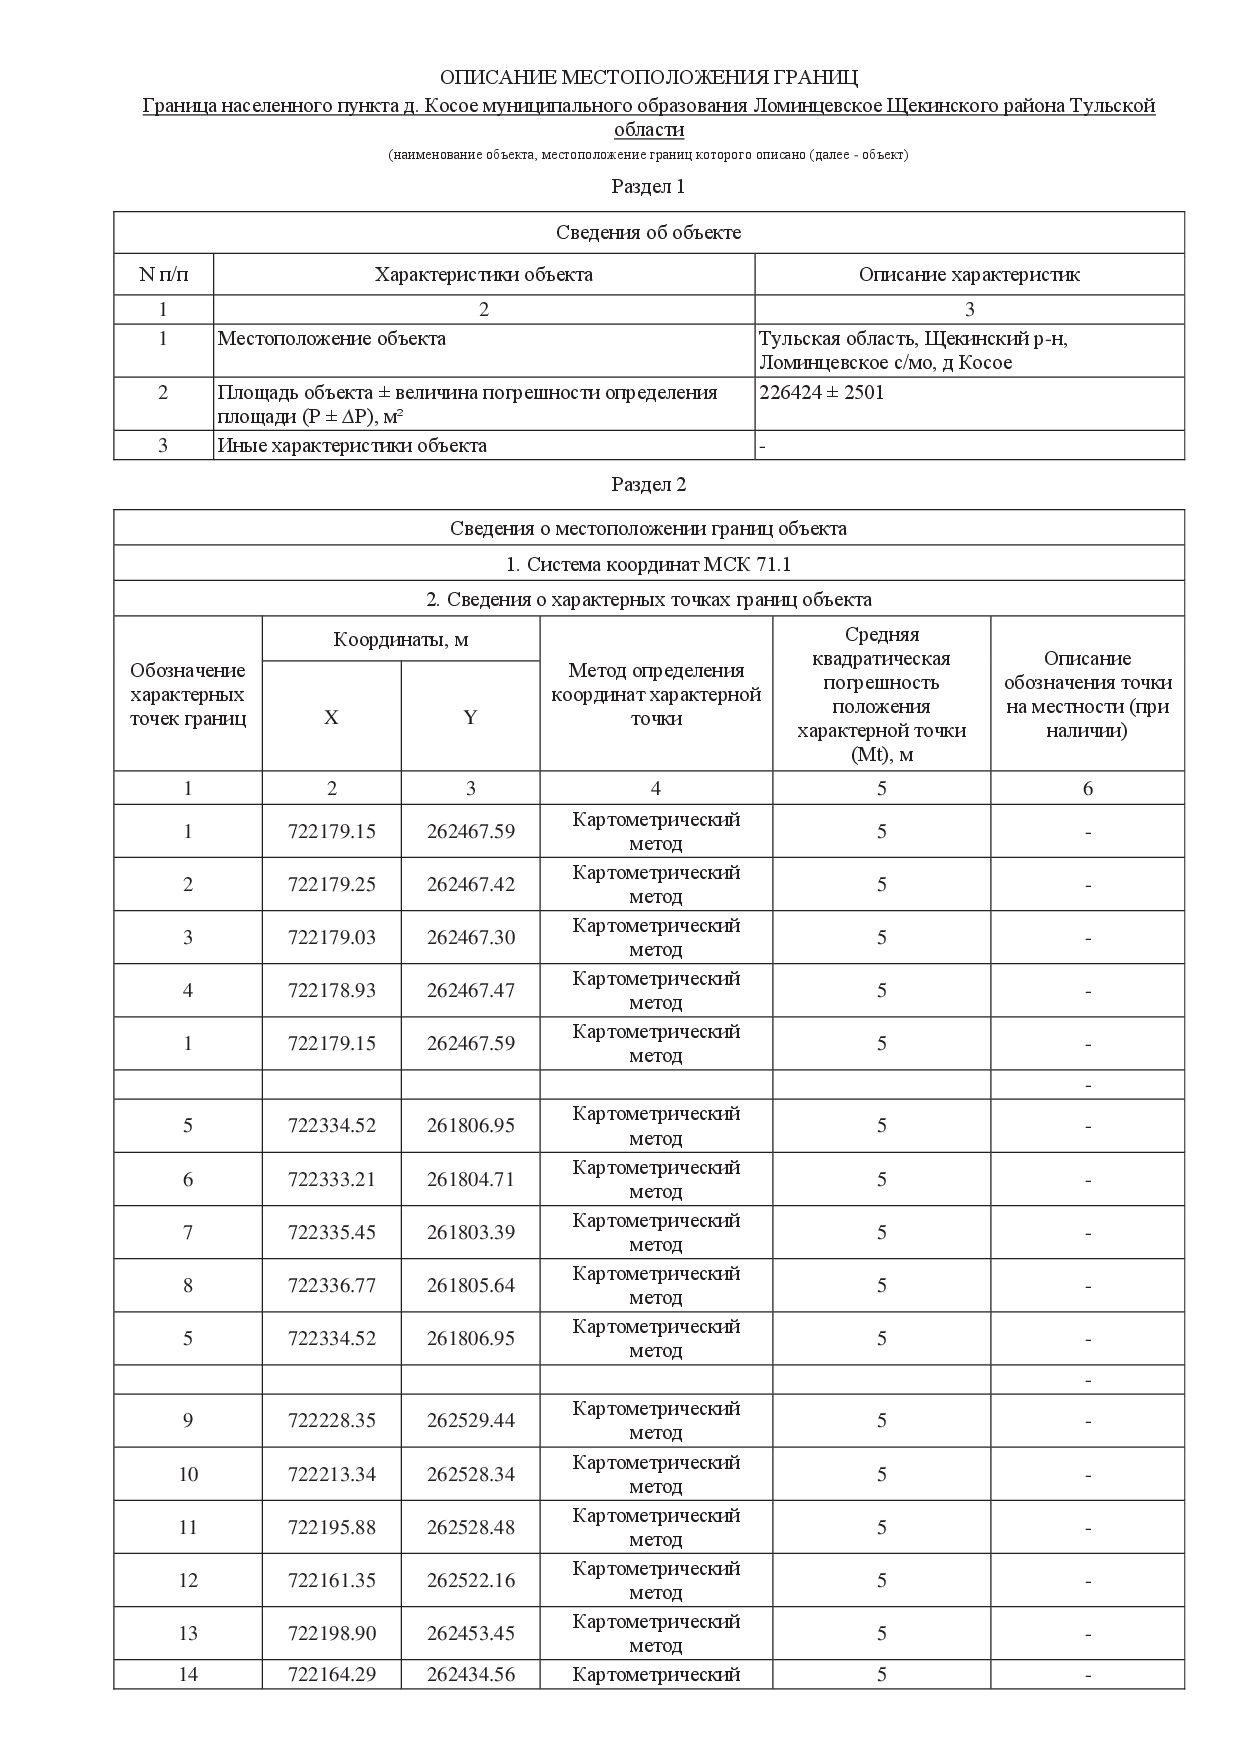 ОПИСАНИЕ МЕСТОПОЛОЖЕНИЯ ГРАНИЦ
Граница населенного пункта д. Косое муниципального образования Ломинцевское Щекинского района Тульской
области
(наименование объекта, местоположение границ которого описано (далее - объект)
Раздел 1
Сведения об объекте
N п/п Характеристики объекта Описание характеристик
1 2 3
1 Местоположение объекта Тульская область, Щекинский р-н,
Ломинцевское с/мо, д Косое
2 Площадь объекта ± величина погрешности определения 226424 ± 2501
площади (P ± ΔP), м²
3 Иные характеристики объекта -
Раздел 2
Сведения о местоположении границ объекта
1. Система координат МСК 71.1
2. Сведения о характерных точках границ объекта
Обозначение
характерных
точек границ
Координаты, м
X Y
Метод определения
координат характерной
точки
Средняя
квадратическая
погрешность
положения
характерной точки
(Mt), м
Описание
обозначения точки
на местности (при
наличии)
1 2 3 4 5 6
1 722179.15 262467.59 Картометрический
метод 5 -
2 722179.25 262467.42 Картометрический
метод 5 -
3 722179.03 262467.30 Картометрический
метод 5 -
4 722178.93 262467.47 Картометрический
метод 5 -
1 722179.15 262467.59 Картометрический
метод 5 -
-
5 722334.52 261806.95 Картометрический
метод 5 -
6 722333.21 261804.71 Картометрический
метод 5 -
7 722335.45 261803.39 Картометрический
метод 5 -
8 722336.77 261805.64 Картометрический
метод 5 -
5 722334.52 261806.95 Картометрический
метод 5 -
-
9 722228.35 262529.44 Картометрический
метод 5 -
10 722213.34 262528.34 Картометрический
метод 5 -
11 722195.88 262528.48 Картометрический
метод 5 -
12 722161.35 262522.16 Картометрический
метод 5 -
13 722198.90 262453.45 Картометрический
метод 5 -
14 722164.29 262434.56 Картометрический 5 -